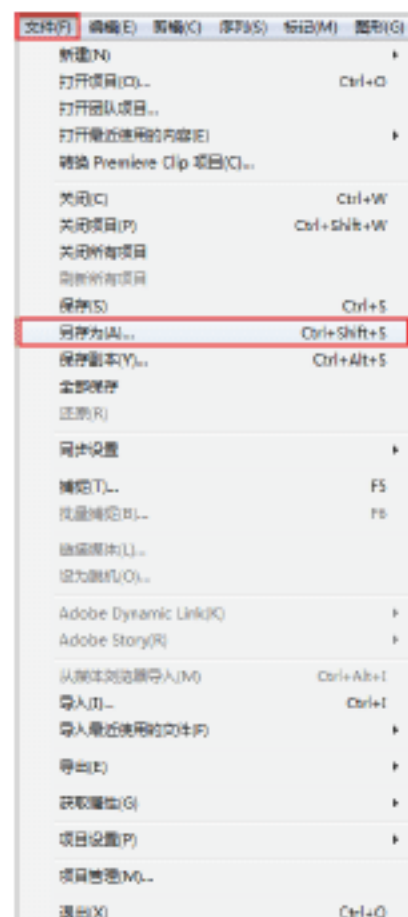 文件(F) 编辑(E) 剪辑(C) 序列(S) 标记(M) 图形(G)
新建(N)
打开项目(O)... Ctrl+O
打开团队项目...
打开最近使用的内容(E)
转换 Premiere Clip 项目(C)...
关闭(C) Ctrl+W
关闭项目(P) Ctrl+Shift+W
关闭所有项目
刷新所有项目
保存(S) Ctrl+S
另存为(A)... Ctrl+Shift+S
保存副本(Y)... Ctrl+Alt+S
全部保存
还原(R)
同步设置
捕捉(T)... F5
批量捕捉(B)... F6
链接媒体(L)...
设为脱机(O)...
Adobe Dynamic Link(K)
Adobe Story(R)
从媒体浏览器导入(M) Ctrl+Alt+I
导入(I)... Ctrl+I
导入最近使用的文件(F)
导出(E)
获取属性(G)
项目设置(P)
项目管理(M)...
退出(X) Ctrl+Q